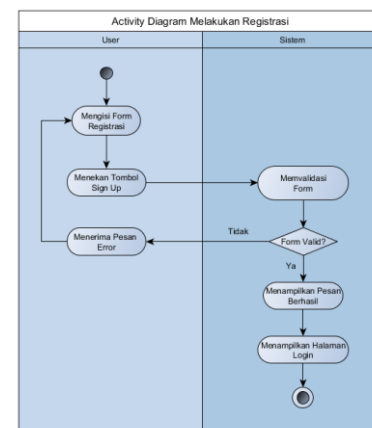 Activity Diagram Melakukan Registrasi
User
Sistem
Mengisi Form
Registrasi
Menekan Tombol
Sign Up
Memvalidasi
Form
Menerima Pesan
Error
Tidak
Form Valid?
Ya
Menampilkan Pesan
Berhasil
Menampilkan Halaman
Login